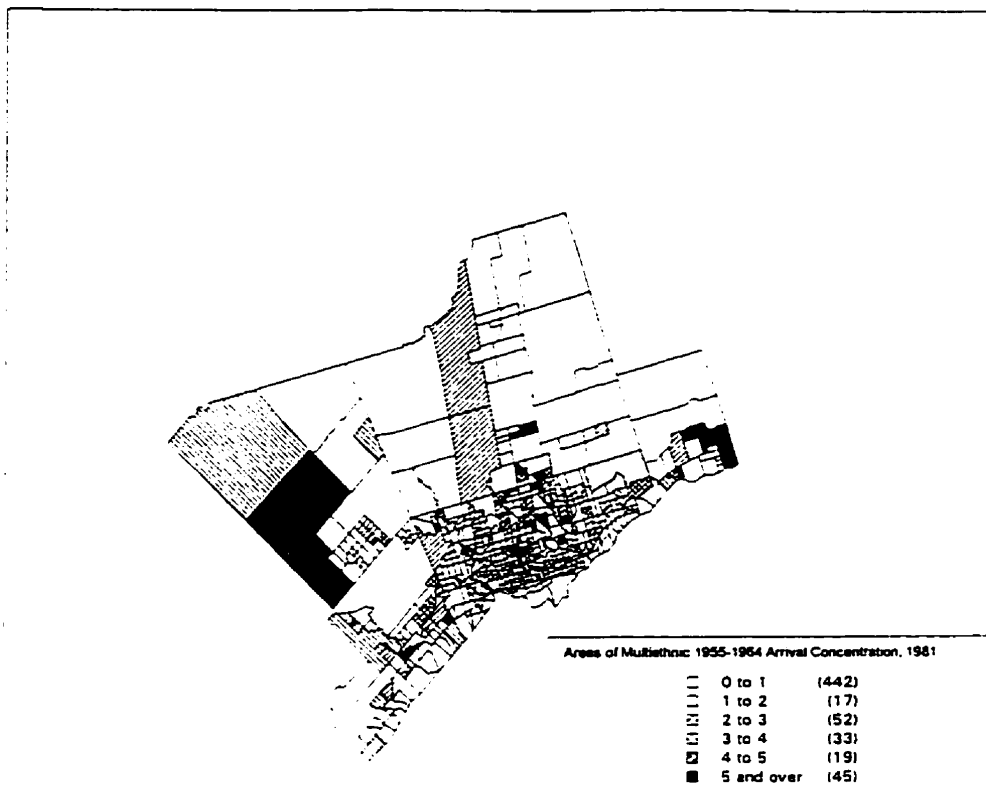 Areas of Multiethnic 1955-1964 Arrival Concentration, 1981
0 to 1 (442)
1 to 2 (17)
2 to 3 (52)
3 to 4 (33)
4 to 5 (19)
5 and over (45)